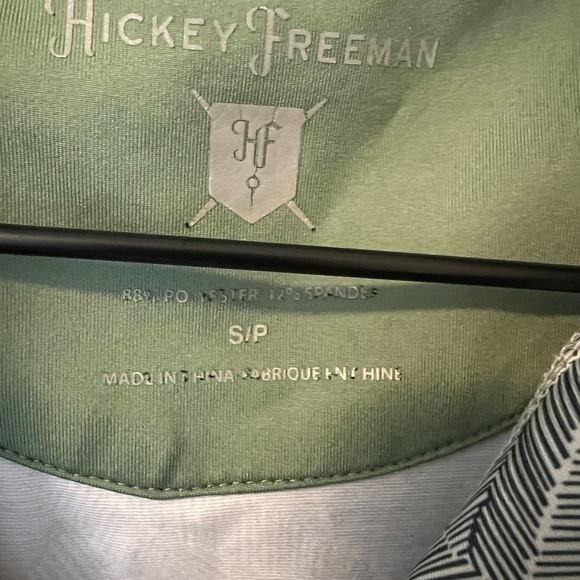 HICKEY FREEMAN
HF
88% POLYESTER 12% SPANDEX
S/P
MADE IN CHINA FABRIQUE EN CHINE